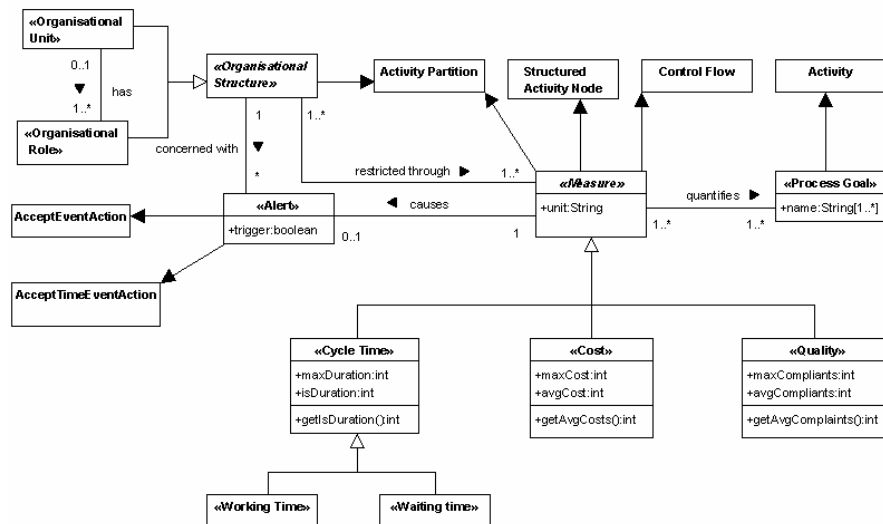 «Organisational
Unit»
0..1
has
1..*
«Organisational
Role»
«Organisational
Structure»
Activity Partition
Structured
Activity Node
Control Flow
Activity
1
1..*
concerned with
*
restricted through
1..*
«Measure»
+unit:String
quantifies
1..*
1..*
«Process Goal»
+name:String[1..*]
AcceptEventAction
«Alert»
+trigger:boolean
causes
0..1
1
AcceptTimeEventAction
«Cycle Time»
+maxDuration:int
+isDuration:int
+getIsDuration():int
«Cost»
+maxCost:int
+avgCost:int
+getAvgCosts():int
«Quality»
+maxCompliants:int
+avgCompliants:int
+getAvgComplaints():int
«Working Time»
«Waiting time»